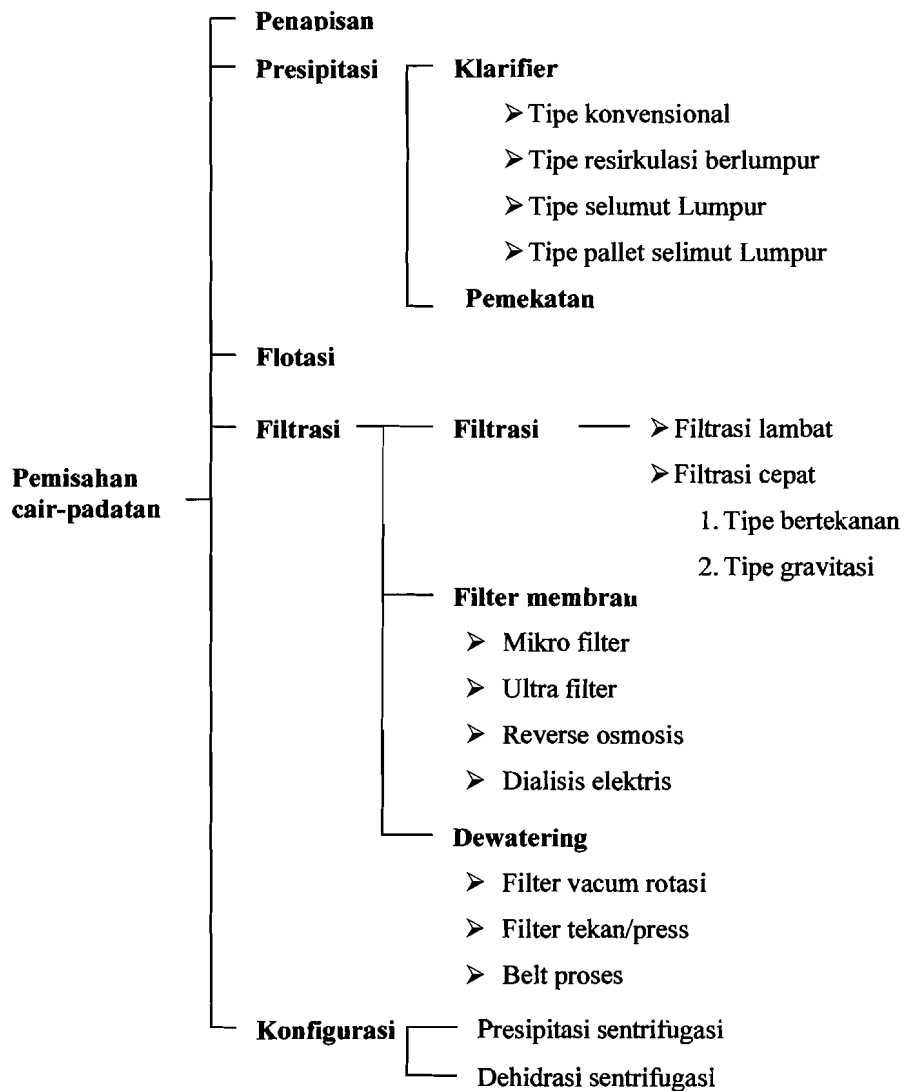 Penapisan
Presipitasi
Klarifier
➢ Tipe konvensional
➢ Tipe resirkulasi berlumpur
➢ Tipe selumut Lumpur
➢ Tipe pallet selimut Lumpur
Pemekatan
Flotasi
Filtrasi
Filtrasi
➢ Filtrasi lambat
➢ Filtrasi cepat
1. Tipe bertekanan
2. Tipe gravitasi
Pemisahan
cair-padatan
Filter membran
➢ Mikro filter
➢ Ultra filter
➢ Reverse osmosis
➢ Dialisis elektris
Dewatering
➢ Filter vacum rotasi
➢ Filter tekan/press
➢ Belt proses
Konfigurasi
Presipitasi sentrifugasi
Dehidrasi sentrifugasi